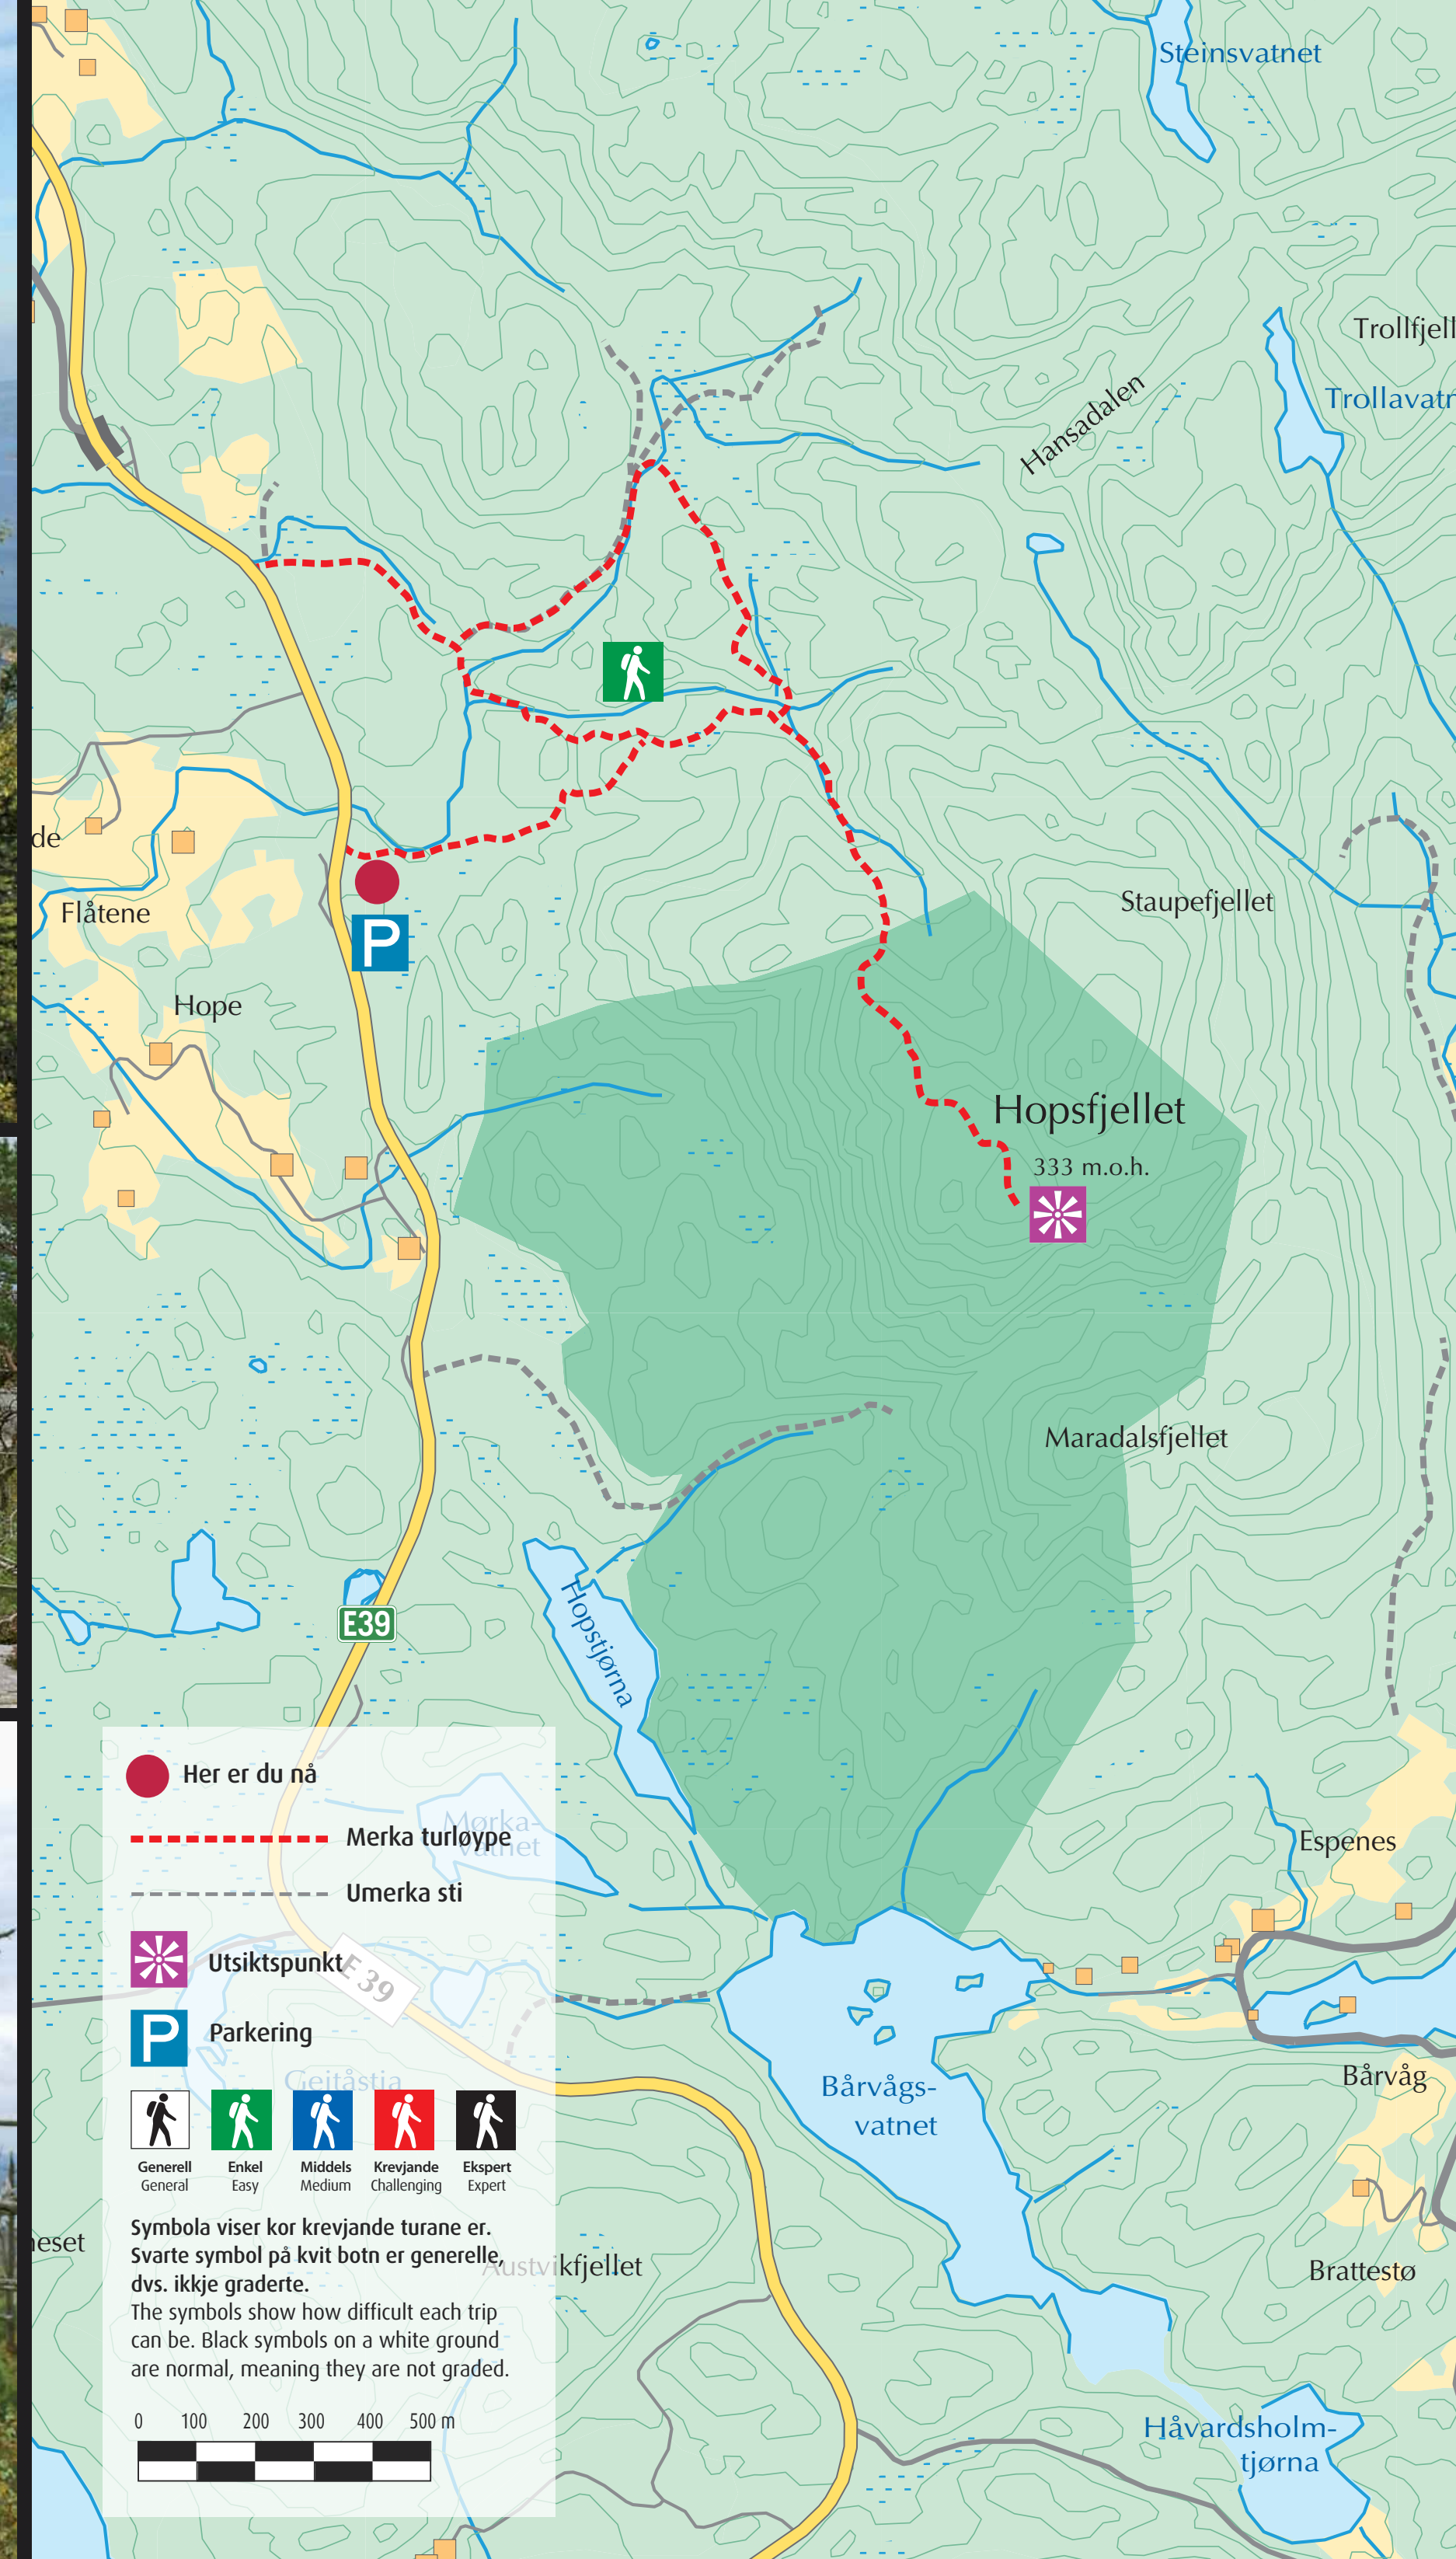 Steinsvatnet
Trollfjell
Trollavatn
Hansadalen
de
Flåtene
Staupefjellet
P
Hope
Hopsfjellet
333 m.o.h.
Maradalsfjellet
E39
Hopstjørna
Her er du nå
Mørka-
vatnet
Merka turløype
Umerka sti
Espenes
Utsiktspunkt
E 39
P
Parkering
Geitåstjа
Bårvågs-
vatnet
Bårvåg
Generell
General
Enkel
Easy
Middels
Medium
Krevjande
Challenging
Ekspert
Expert
Symbola viser kor krevjande turane er.
Svarte symbol på kvit botn er generelle,
dvs. ikkje graderte.
The symbols show how difficult each trip
can be. Black symbols on a white ground
are normal, meaning they are not graded.
eset
Austvikfjellet
Brattestø
0 100 200 300 400 500 m
Håvardsholm-
tjørna